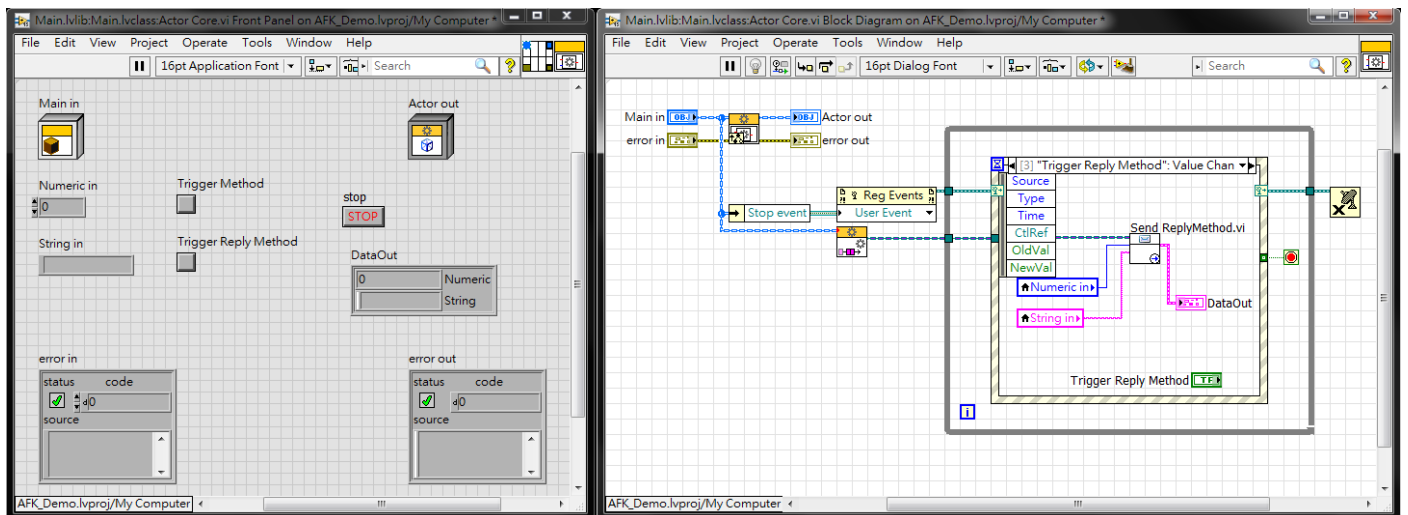 Main.lvlib:Main.lvclass:Actor Core.vi Front Panel on AFK_Demo.lvproj/My Computer *
File Edit View Project Operate Tools Window Help
16pt Application Font
Search
Main in
Actor out
Numeric in
Trigger Method
stop
0
STOP
String in
Trigger Reply Method
DataOut
0
Numeric
String
error in
error out
status code
status code
0
0
source
source
AFK_Demo.lvproj/My Computer
Main.lvlib:Main.lvclass:Actor Core.vi Block Diagram on AFK_Demo.lvproj/My Computer *
File Edit View Project Operate Tools Window Help
16pt Dialog Font
Search
Main in
OBJ
OBJ
Actor out
error in
error out
[3] "Trigger Reply Method": Value Chan
Source
Type
Time
CtlRef
OldVal
NewVal
Reg Events
Stop event
User Event
Send ReplyMethod.vi
Numeric in
String in
DataOut
Trigger Reply Method
TF
i
AFK_Demo.lvproj/My Computer